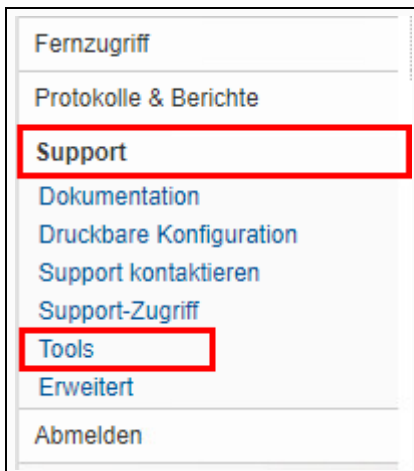 Fernzugriff
Protokolle & Berichte
Support
Dokumentation
Druckbare Konfiguration
Support kontaktieren
Support-Zugriff
Tools
Erweitert
Abmelden